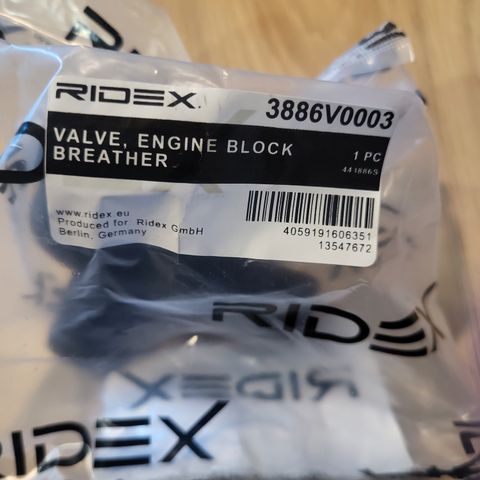 RIDEX
3886V0003
VALVE, ENGINE BLOCK
BREATHER
1 PC
441886S
www.ridex.eu
Produced for Ridex GmbH
Berlin, Germany
4059191606351
13547672
RIDEX
RIDEX
RIDEX